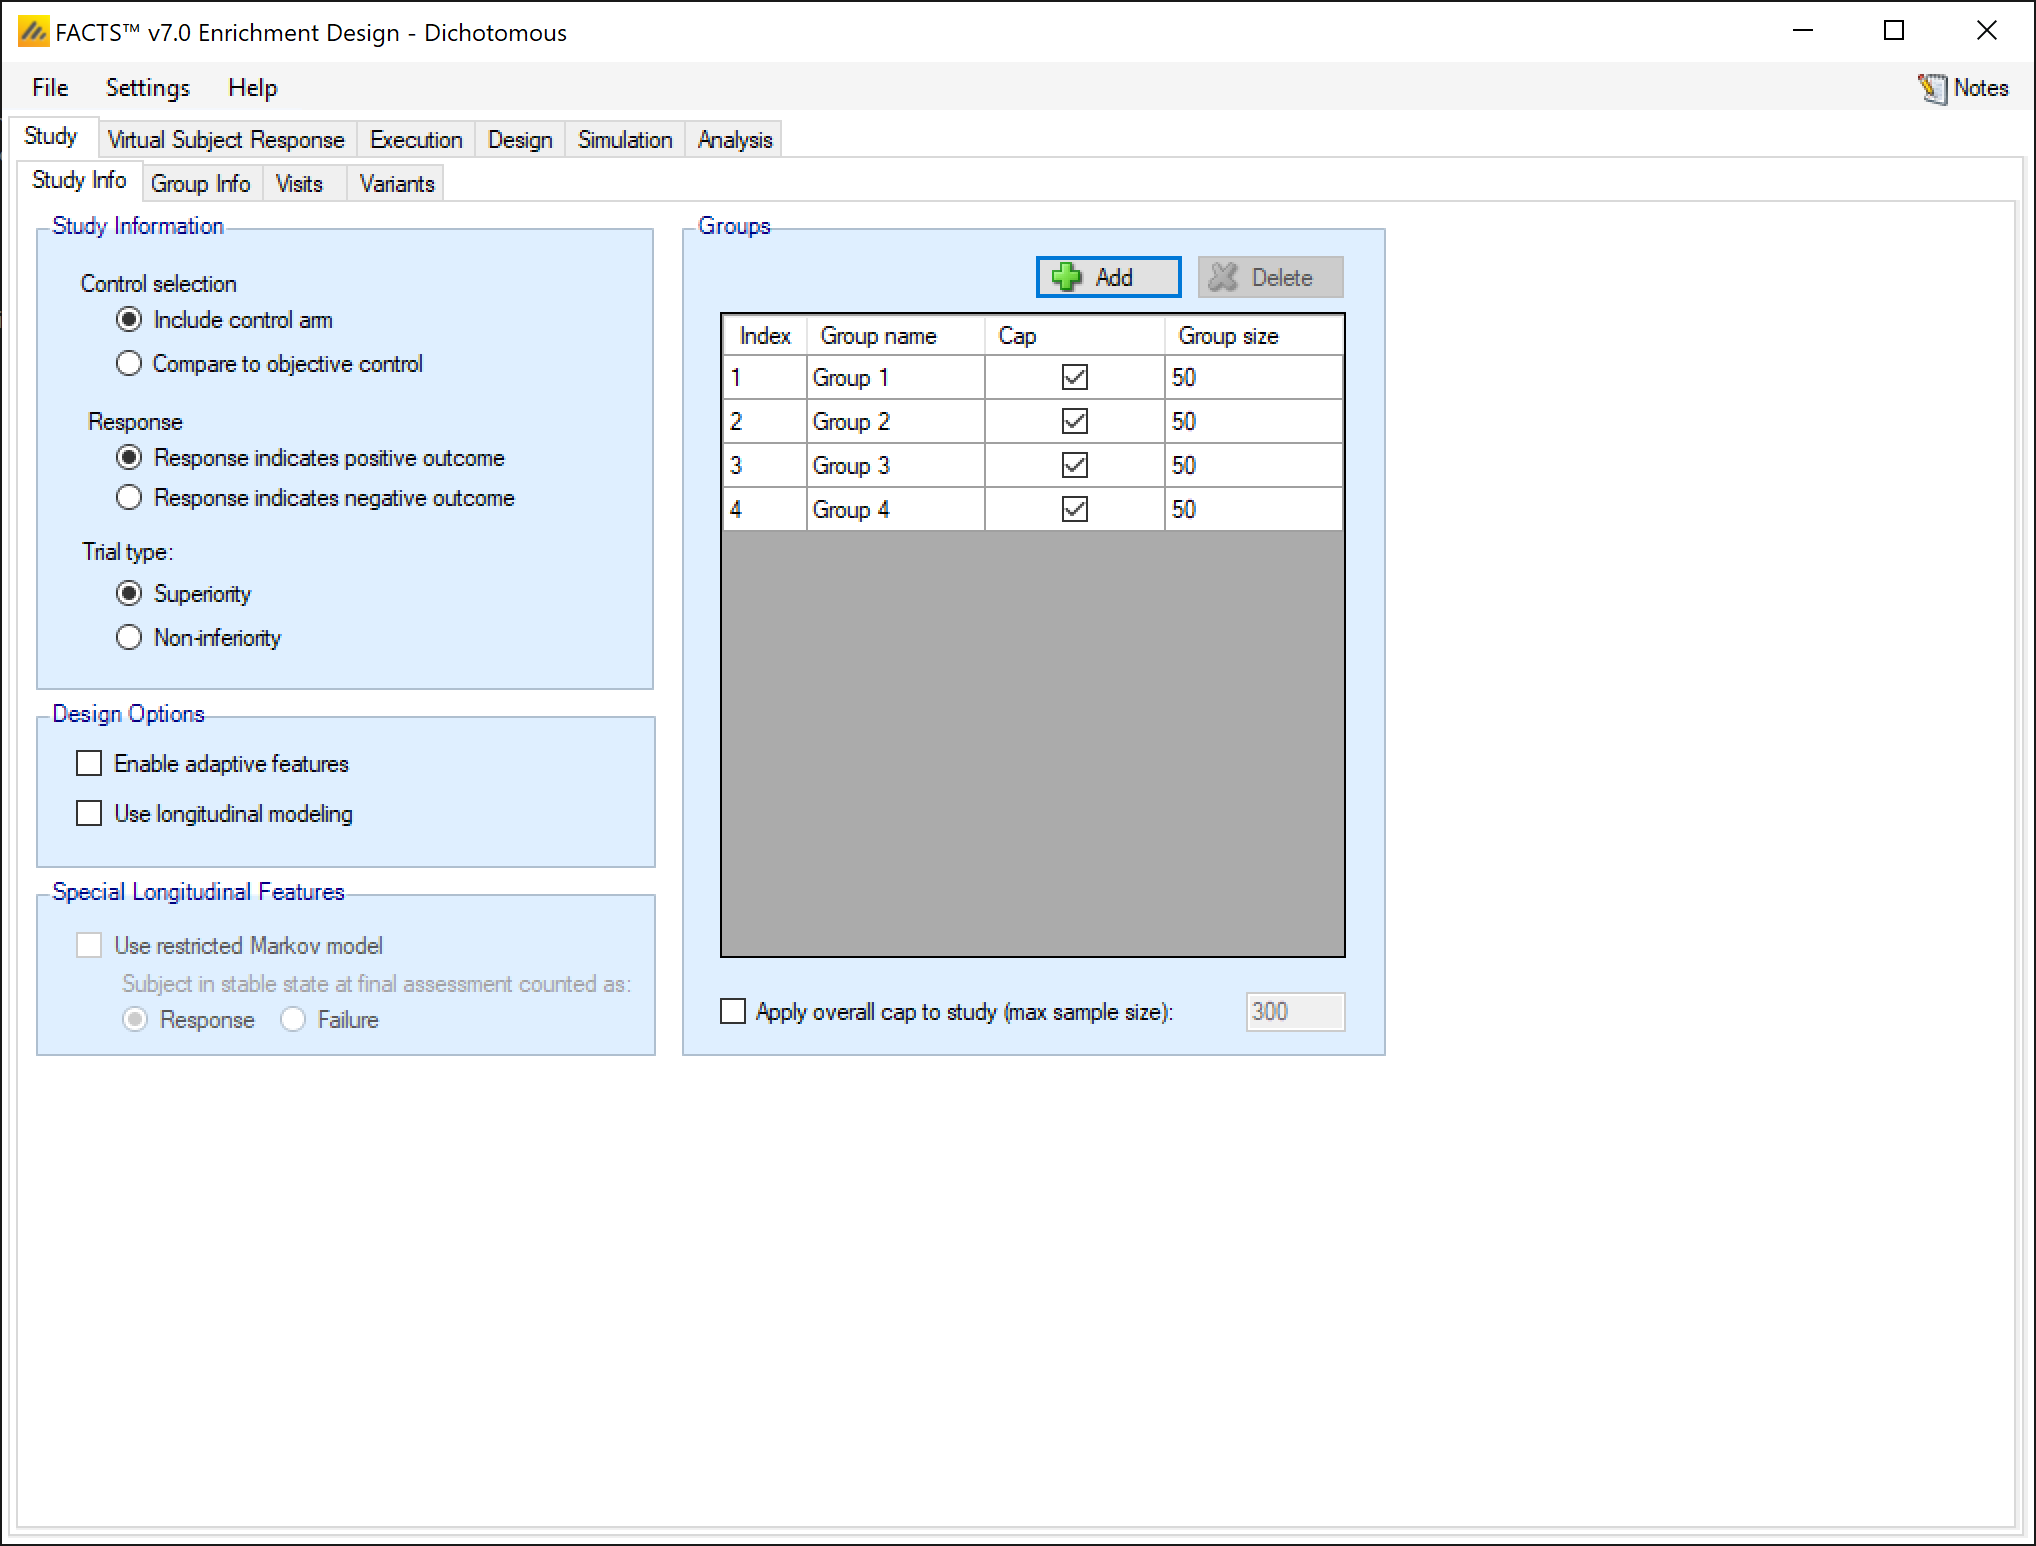 FACTS™ v7.0 Enrichment Design - Dichotomous
File Settings Help Notes
Study Virtual Subject Response Execution Design Simulation Analysis
Study Info Group Info Visits Variants
Study Information
Control selection
Include control arm
Compare to objective control
Response
Response indicates positive outcome
Response indicates negative outcome
Trial type:
Superiority
Non-inferiority
Design Options
Enable adaptive features
Use longitudinal modeling
Special Longitudinal Features
Use restricted Markov model
Subject in stable state at final assessment counted as:
Response Failure
Groups
Add Delete
Index Group name Cap Group size
1 Group 1 50
2 Group 2 50
3 Group 3 50
4 Group 4 50
Apply overall cap to study (max sample size): 300